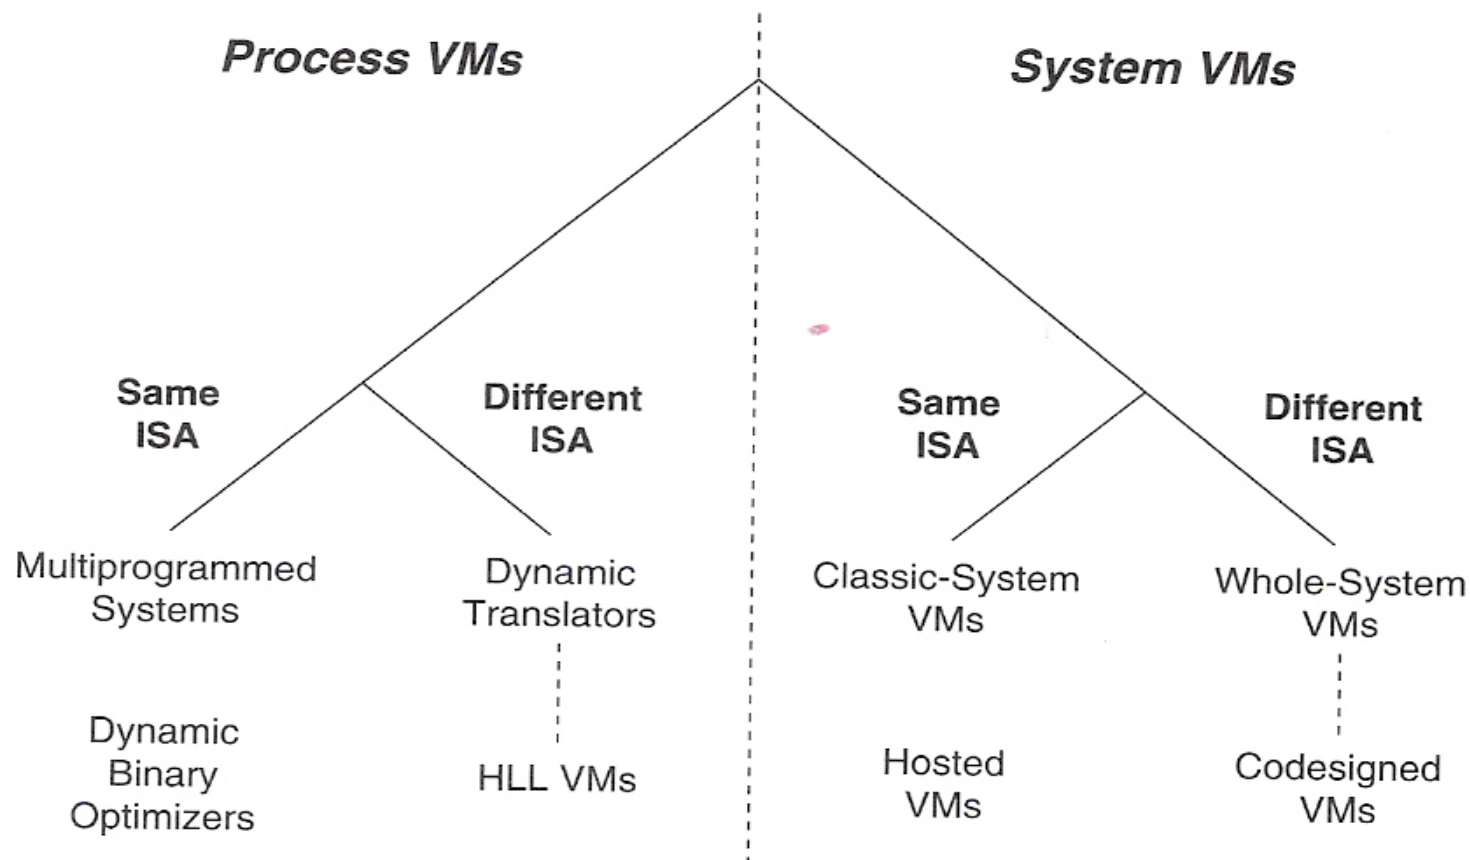 Process VMs
System VMs
Same
ISA
Different
ISA
Same
ISA
Different
ISA
Multiprogrammed
Systems
Dynamic
Translators
Classic-System
VMs
Whole-System
VMs
Dynamic
Binary
Optimizers
HLL VMs
Hosted
VMs
Codesigned
VMs